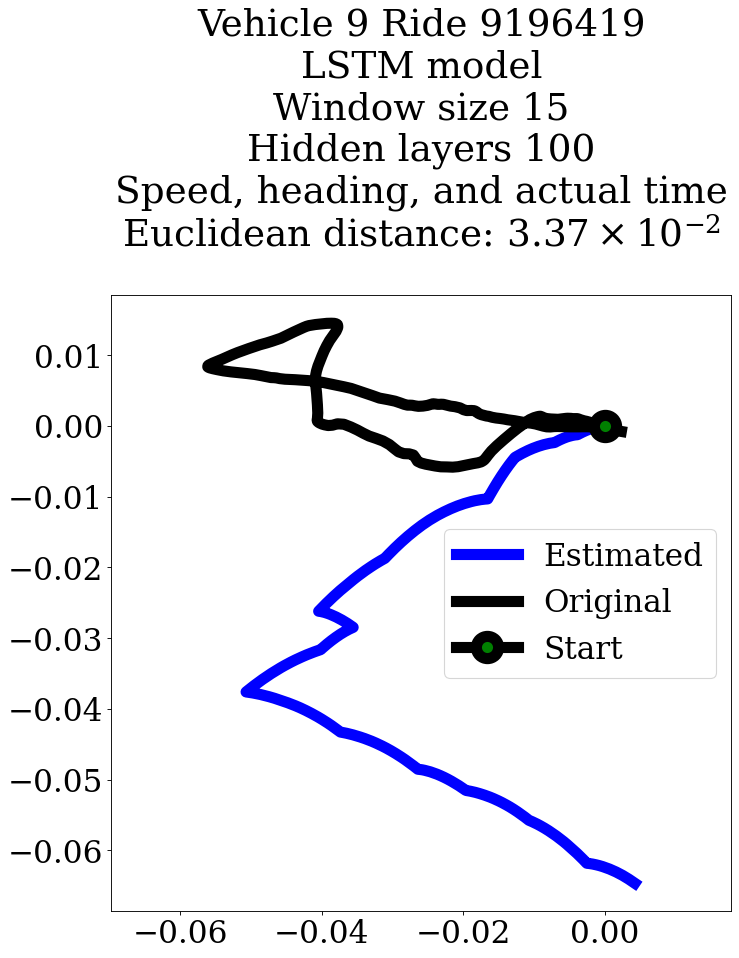 Vehicle 9 Ride 9196419
LSTM model
Window size 15
Hidden layers 100
Speed, heading, and actual time
Euclidean distance: 3.37 × 10⁻²
0.01
0.00
−0.01
−0.02
−0.03
−0.04
−0.05
−0.06
Estimated
Original
Start
−0.06 −0.04 −0.02 0.00